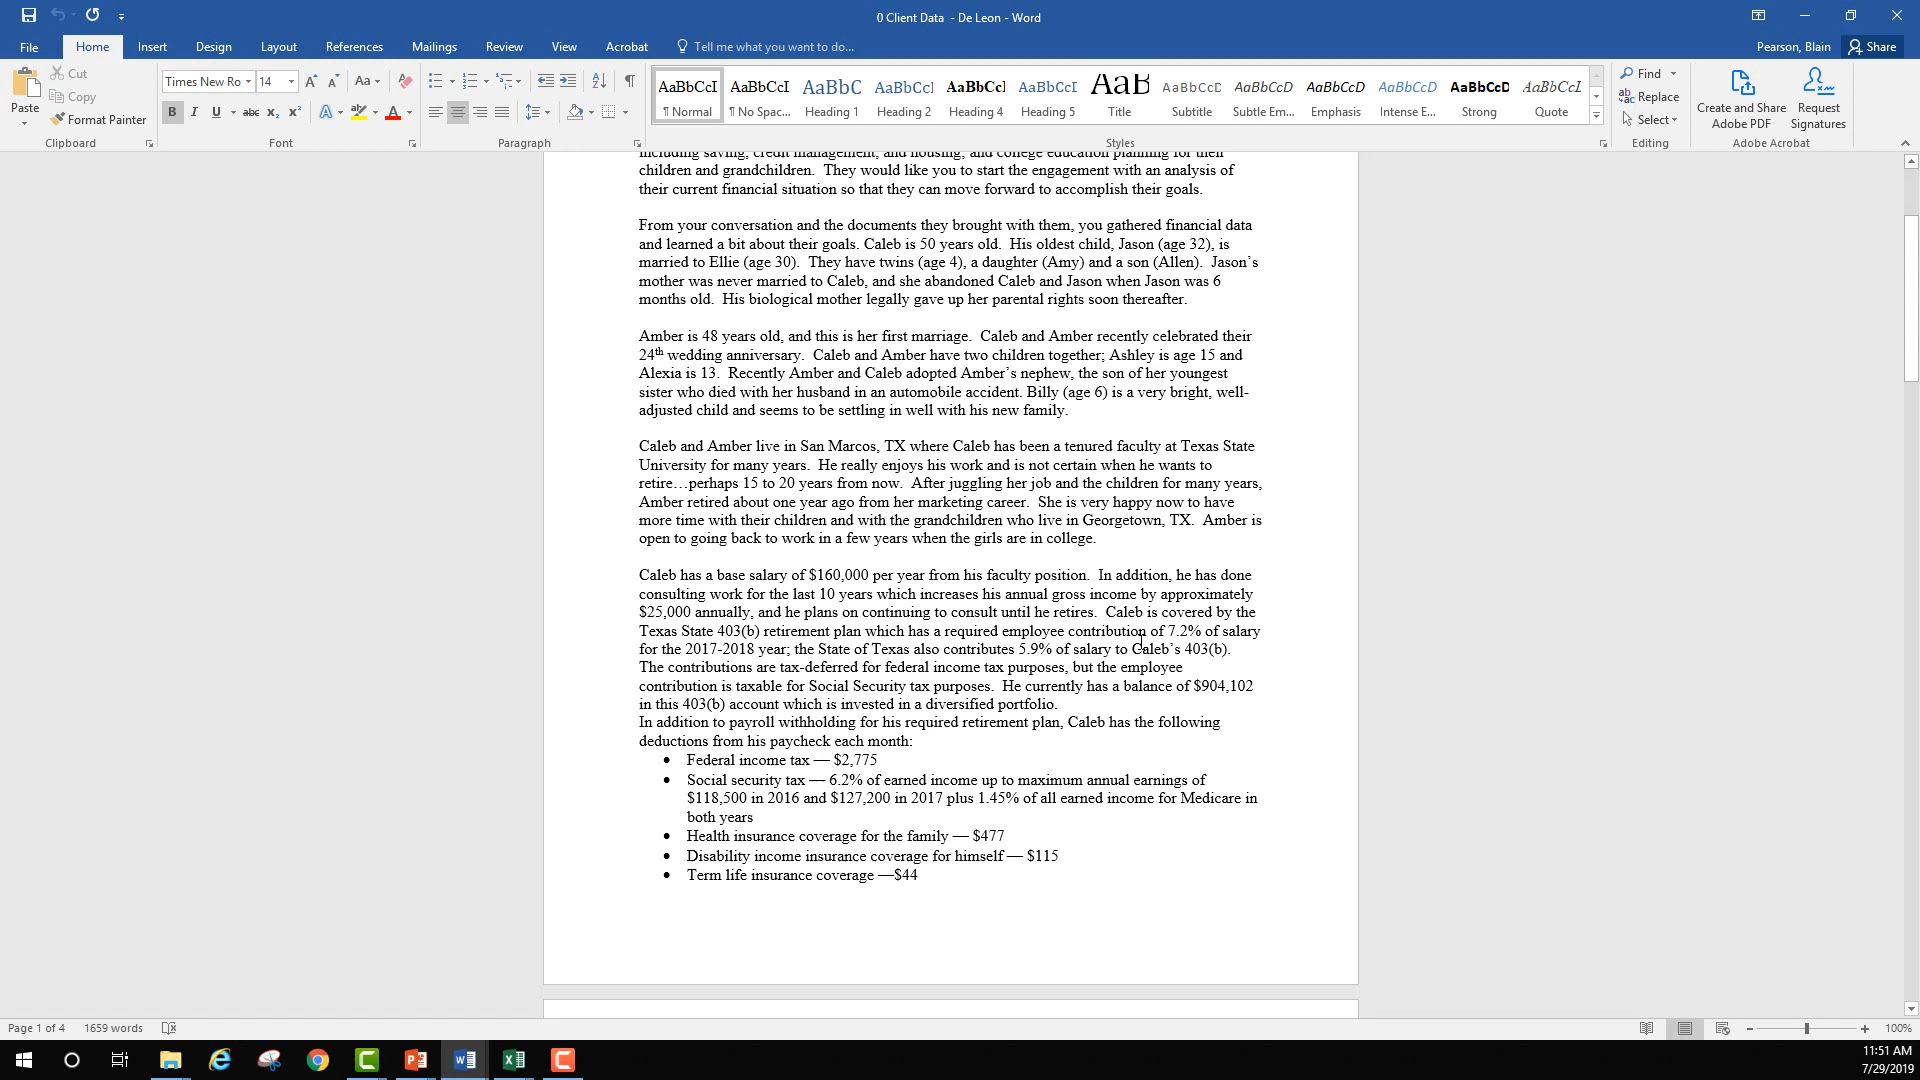 0 Client Data - De Leon - Word
File Home Insert Design Layout References Mailings Review View Acrobat Tell me what you want to do... Pearson, Blain Share
Paste
Cut
Copy
Format Painter
Clipboard
Times New Ro 14
Font
Paragraph
AaBbCcI AaBbCcI AaBbC AaBbCcI AaBbCcI AaBbCcI AaB AaBbCcD AaBbCcD AaBbCcD AaBbCcD AaBbCcD AaBbCcL
¶ Normal ¶ No Spac... Heading 1 Heading 2 Heading 4 Heading 5 Title Subtitle Subtle Em... Emphasis Intense E... Strong Quote
Styles
Find
Replace
Select
Editing
Create and Share Adobe PDF
Request Signatures
Adobe Acrobat
including saving, credit management, and housing, and college education planning for their
children and grandchildren. They would like you to start the engagement with an analysis of
their current financial situation so that they can move forward to accomplish their goals.
From your conversation and the documents they brought with them, you gathered financial data
and learned a bit about their goals. Caleb is 50 years old. His oldest child, Jason (age 32), is
married to Ellie (age 30). They have twins (age 4), a daughter (Amy) and a son (Allen). Jason's
mother was never married to Caleb, and she abandoned Caleb and Jason when Jason was 6
months old. His biological mother legally gave up her parental rights soon thereafter.
Amber is 48 years old, and this is her first marriage. Caleb and Amber recently celebrated their
24th wedding anniversary. Caleb and Amber have two children together; Ashley is age 15 and
Alexia is 13. Recently Amber and Caleb adopted Amber's nephew, the son of her youngest
sister who died with her husband in an automobile accident. Billy (age 6) is a very bright, well-
adjusted child and seems to be settling in well with his new family.
Caleb and Amber live in San Marcos, TX where Caleb has been a tenured faculty at Texas State
University for many years. He really enjoys his work and is not certain when he wants to
retire…perhaps 15 to 20 years from now. After juggling her job and the children for many years,
Amber retired about one year ago from her marketing career. She is very happy now to have
more time with their children and with the grandchildren who live in Georgetown, TX. Amber is
open to going back to work in a few years when the girls are in college.
Caleb has a base salary of $160,000 per year from his faculty position. In addition, he has done
consulting work for the last 10 years which increases his annual gross income by approximately
$25,000 annually, and he plans on continuing to consult until he retires. Caleb is covered by the
Texas State 403(b) retirement plan which has a required employee contribution of 7.2% of salary
for the 2017-2018 year; the State of Texas also contributes 5.9% of salary to Caleb's 403(b).
The contributions are tax-deferred for federal income tax purposes, but the employee
contribution is taxable for Social Security tax purposes. He currently has a balance of $904,102
in this 403(b) account which is invested in a diversified portfolio.
In addition to payroll withholding for his required retirement plan, Caleb has the following
deductions from his paycheck each month:
• Federal income tax — $2,775
• Social security tax — 6.2% of earned income up to maximum annual earnings of
$118,500 in 2016 and $127,200 in 2017 plus 1.45% of all earned income for Medicare in
both years
• Health insurance coverage for the family — $477
• Disability income insurance coverage for himself — $115
• Term life insurance coverage —$44
Page 1 of 4 1659 words 100%
11:51 AM
7/29/2019